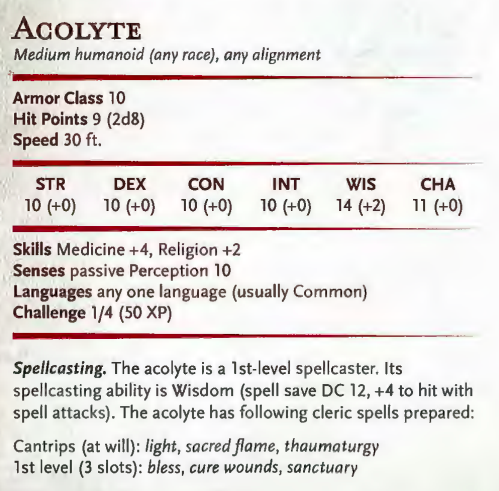 ACOLYTE
Medium humanoid (any race), any alignment
Armor Class 10
Hit Points 9 (2d8)
Speed 30 ft.
STR DEX CON INT WIS CHA
10 (+0) 10 (+0) 10 (+0) 10 (+0) 14 (+2) 11 (+0)
Skills Medicine +4, Religion +2
Senses passive Perception 10
Languages any one language (usually Common)
Challenge 1/4 (50 XP)
Spellcasting. The acolyte is a 1st-level spellcaster. Its
spellcasting ability is Wisdom (spell save DC 12, +4 to hit with
spell attacks). The acolyte has following cleric spells prepared:
Cantrips (at will): light, sacred flame, thaumaturgy
1st level (3 slots): bless, cure wounds, sanctuary